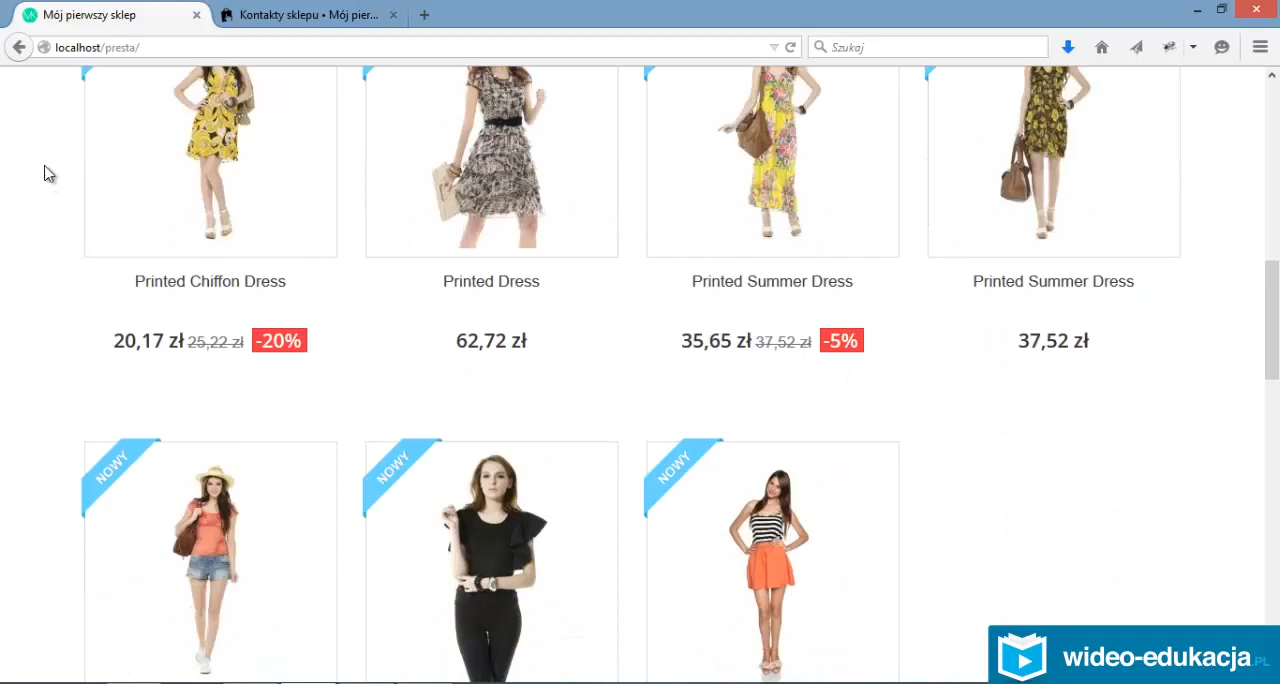 Mój pierwszy sklep
Kontakty sklepu • Mój pier...
localhost/presta/
Szukaj
Printed Chiffon Dress
Printed Dress
Printed Summer Dress
Printed Summer Dress
20,17 zł 25,22 zł -20%
62,72 zł
35,65 zł 37,52 zł -5%
37,52 zł
NOWY
NOWY
NOWY
wideo-edukacja.PL